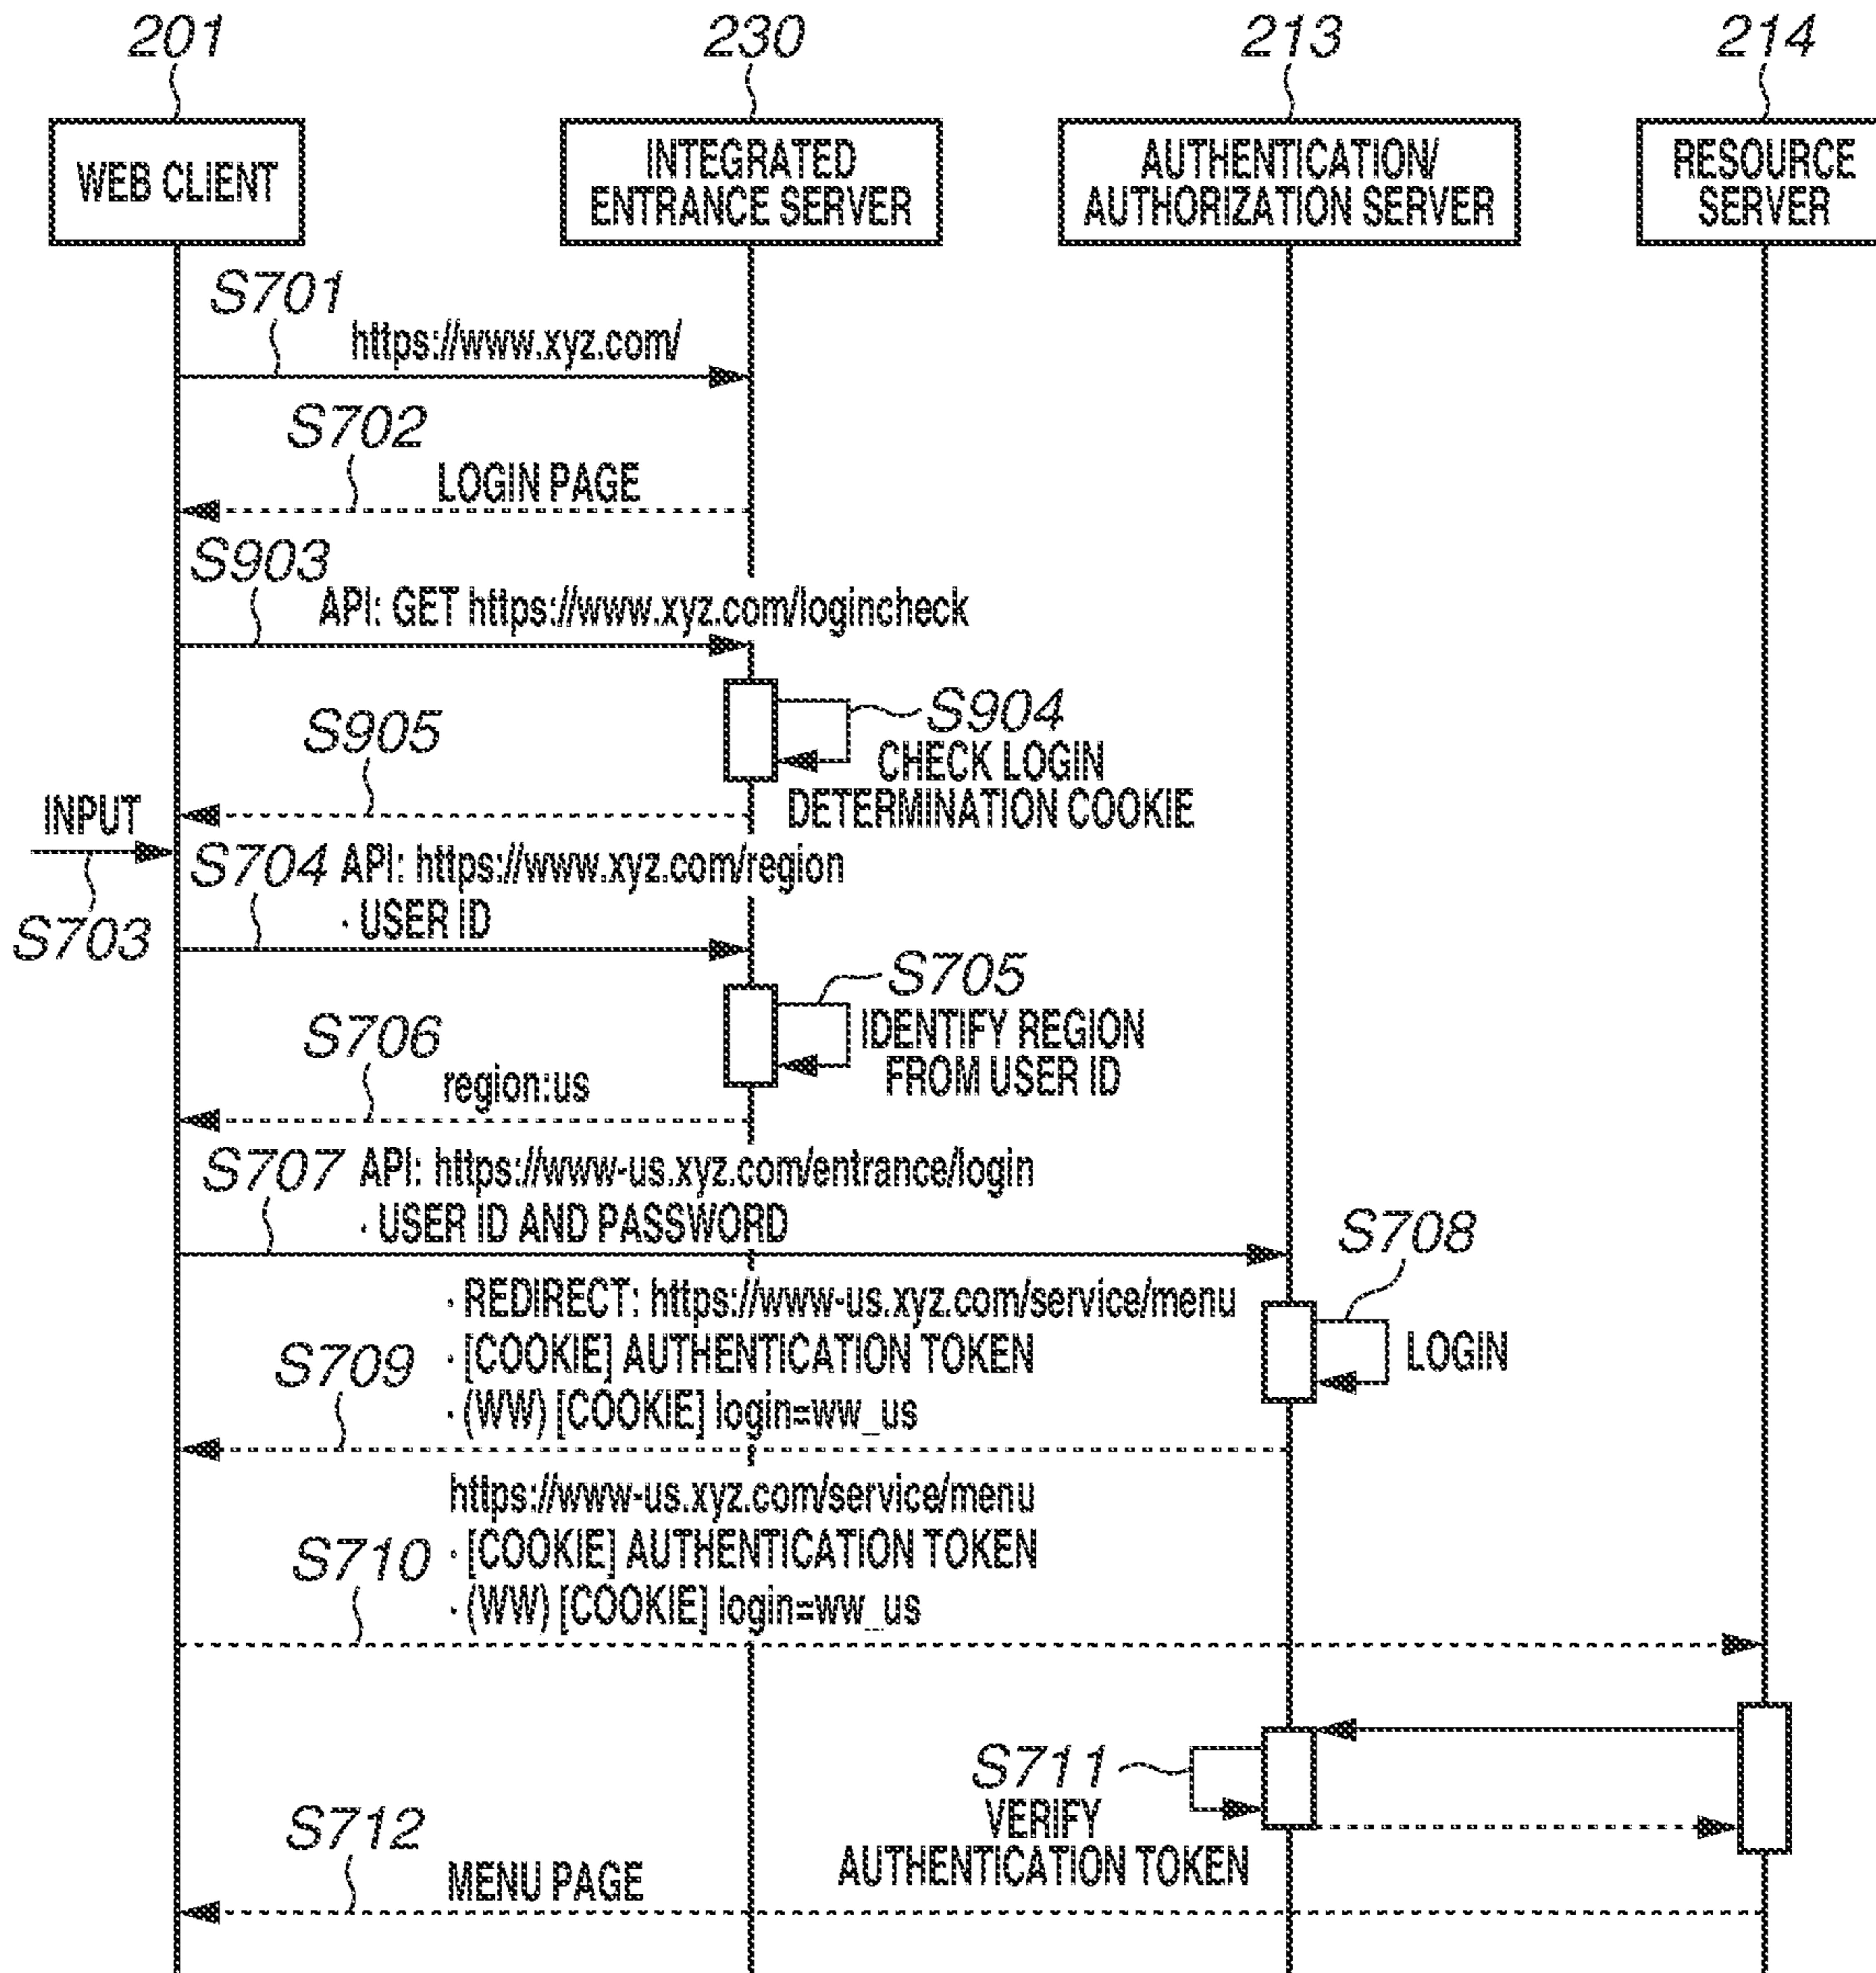 201
230
213
214
WEB CLIENT
INTEGRATED
ENTRANCE SERVER
AUTHENTICATION/
AUTHORIZATION SERVER
RESOURCE
SERVER
S701
https://www.xyz.com/
S702
LOGIN PAGE
S903
API: GET https://www.xyz.com/logincheck
S904
CHECK LOGIN
DETERMINATION COOKIE
S905
INPUT
S703
S704
API: https://www.xyz.com/region
· USER ID
S705
IDENTIFY REGION
FROM USER ID
S706
region:us
S707
API: https://www-us.xyz.com/entrance/login
· USER ID AND PASSWORD
S708
LOGIN
· REDIRECT: https://www-us.xyz.com/service/menu
· [COOKIE] AUTHENTICATION TOKEN
· (WW) [COOKIE] login=ww_us
S709
https://www-us.xyz.com/service/menu
· [COOKIE] AUTHENTICATION TOKEN
· (WW) [COOKIE] login=ww_us
S710
S711
VERIFY
AUTHENTICATION TOKEN
S712
MENU PAGE